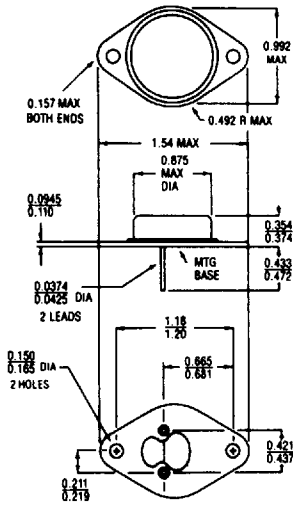 0.992
MAX
0.157 MAX
BOTH ENDS
0.492 R MAX
1.54 MAX
0.875
MAX
DIA
0.0945
0.110
0.354
0.374
0.433
0.472
MTG
BASE
0.0374
0.0425 DIA
2 LEADS
1.18
1.20
0.150
0.165 DIA
2 HOLES
0.665
0.681
0.421
0.437
0.211
0.219